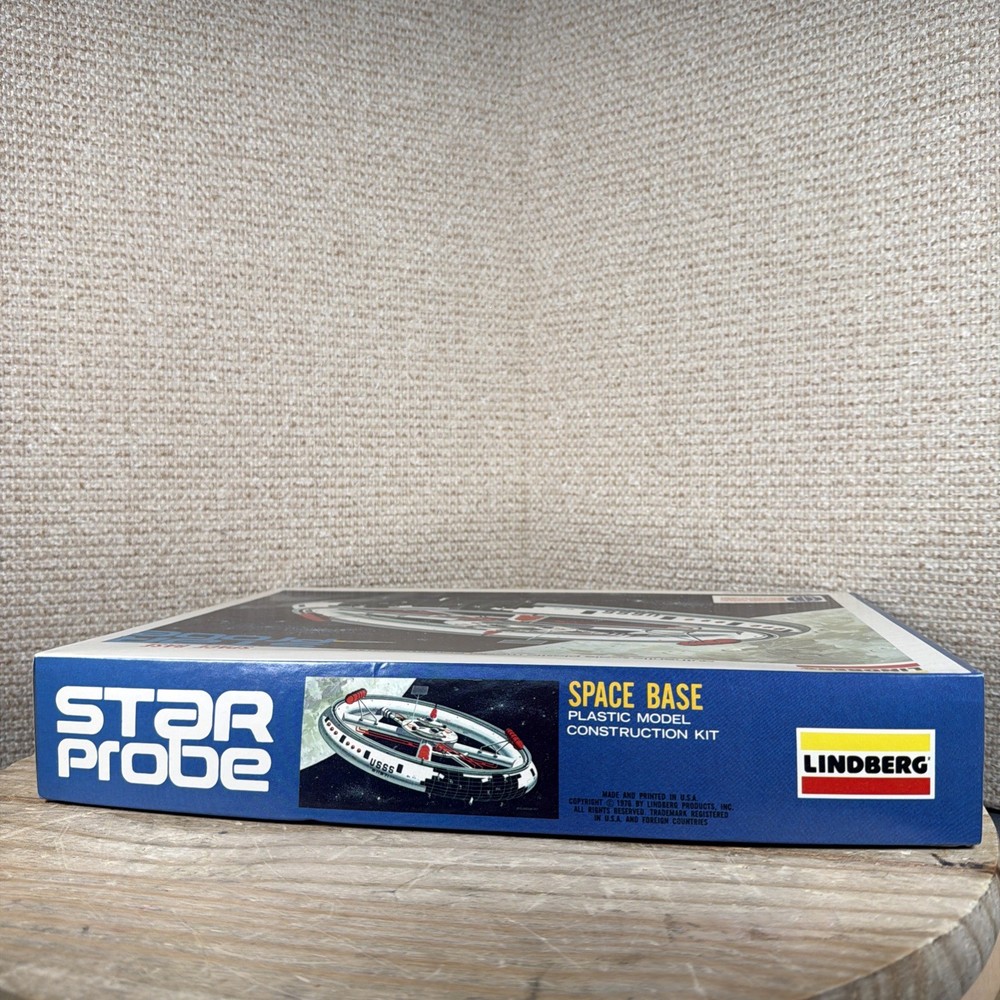 STAR
PROBE
USSS
SPACE BASE
PLASTIC MODEL
CONSTRUCTION KIT
MADE AND PRINTED IN U.S.A.
COPYRIGHT © 1976 BY LINDBERG PRODUCTS, INC.
ALL RIGHTS RESERVED. TRADEMARK REGISTERED
IN U.S.A. AND FOREIGN COUNTRIES
LINDBERG